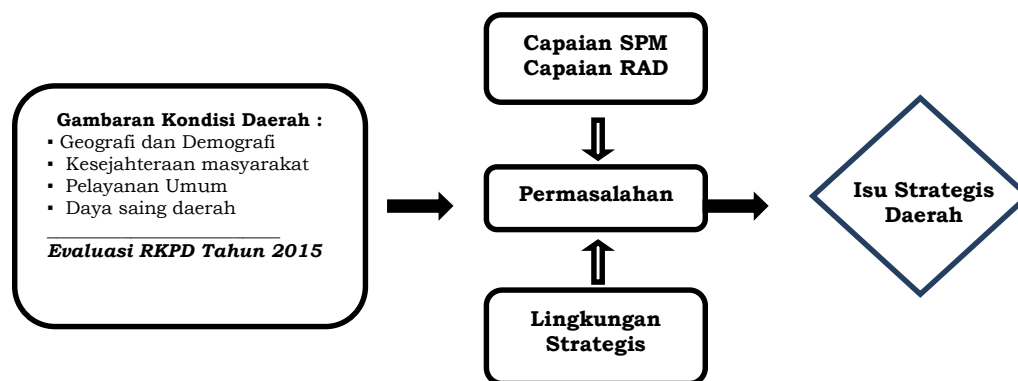 Capaian SPM
Capaian RAD
Gambaran Kondisi Daerah :
▪ Geografi dan Demografi
▪ Kesejahteraan masyarakat
▪ Pelayanan Umum
▪ Daya saing daerah
Evaluasi RKPD Tahun 2015
Permasalahan
Isu Strategis
Daerah
Lingkungan
Strategis